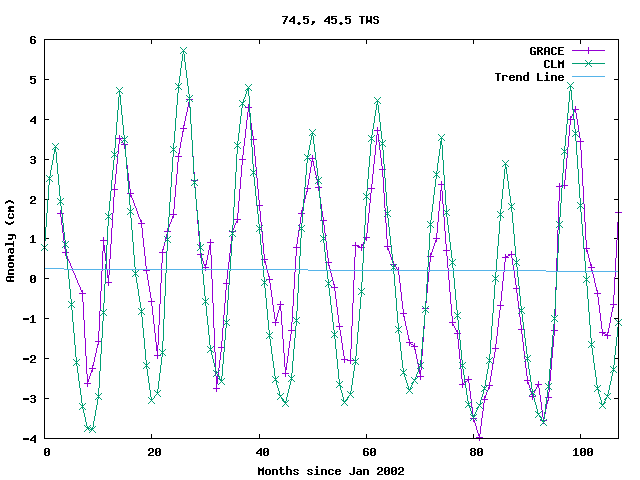 74.5, 45.5 TWS
GRACE
CLM
Trend Line
6
5
4
3
2
1
0
-1
-2
-3
-4
Anomaly (cm)
0 20 40 60 80 100
Months since Jan 2002